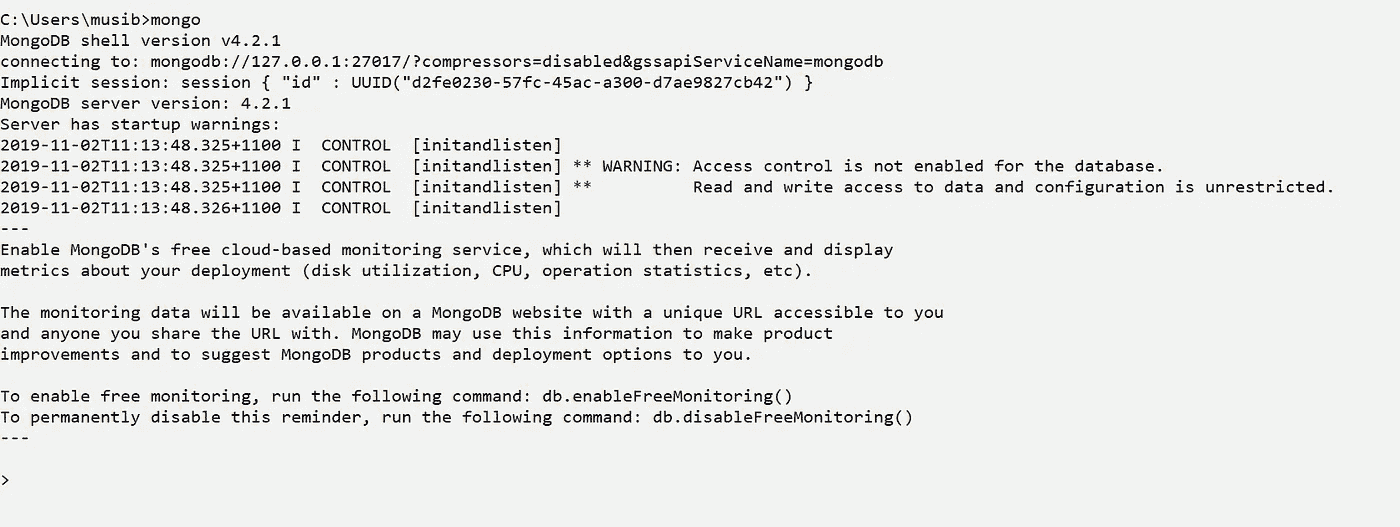 C:\Users\musib>mongo
MongoDB shell version v4.2.1
connecting to: mongodb://127.0.0.1:27017/?compressors=disabled&gssapiServiceName=mongodb
Implicit session: session { "id" : UUID("d2fe0230-57fc-45ac-a300-d7ae9827cb42") }
MongoDB server version: 4.2.1
Server has startup warnings:
2019-11-02T11:13:48.325+1100 I  CONTROL  [initandlisten]
2019-11-02T11:13:48.325+1100 I  CONTROL  [initandlisten] ** WARNING: Access control is not enabled for the database.
2019-11-02T11:13:48.325+1100 I  CONTROL  [initandlisten] **          Read and write access to data and configuration is unrestricted.
2019-11-02T11:13:48.326+1100 I  CONTROL  [initandlisten]
---
Enable MongoDB's free cloud-based monitoring service, which will then receive and display
metrics about your deployment (disk utilization, CPU, operation statistics, etc).

The monitoring data will be available on a MongoDB website with a unique URL accessible to you
and anyone you share the URL with. MongoDB may use this information to make product
improvements and to suggest MongoDB products and deployment options to you.

To enable free monitoring, run the following command: db.enableFreeMonitoring()
To permanently disable this reminder, run the following command: db.disableFreeMonitoring()
---

>